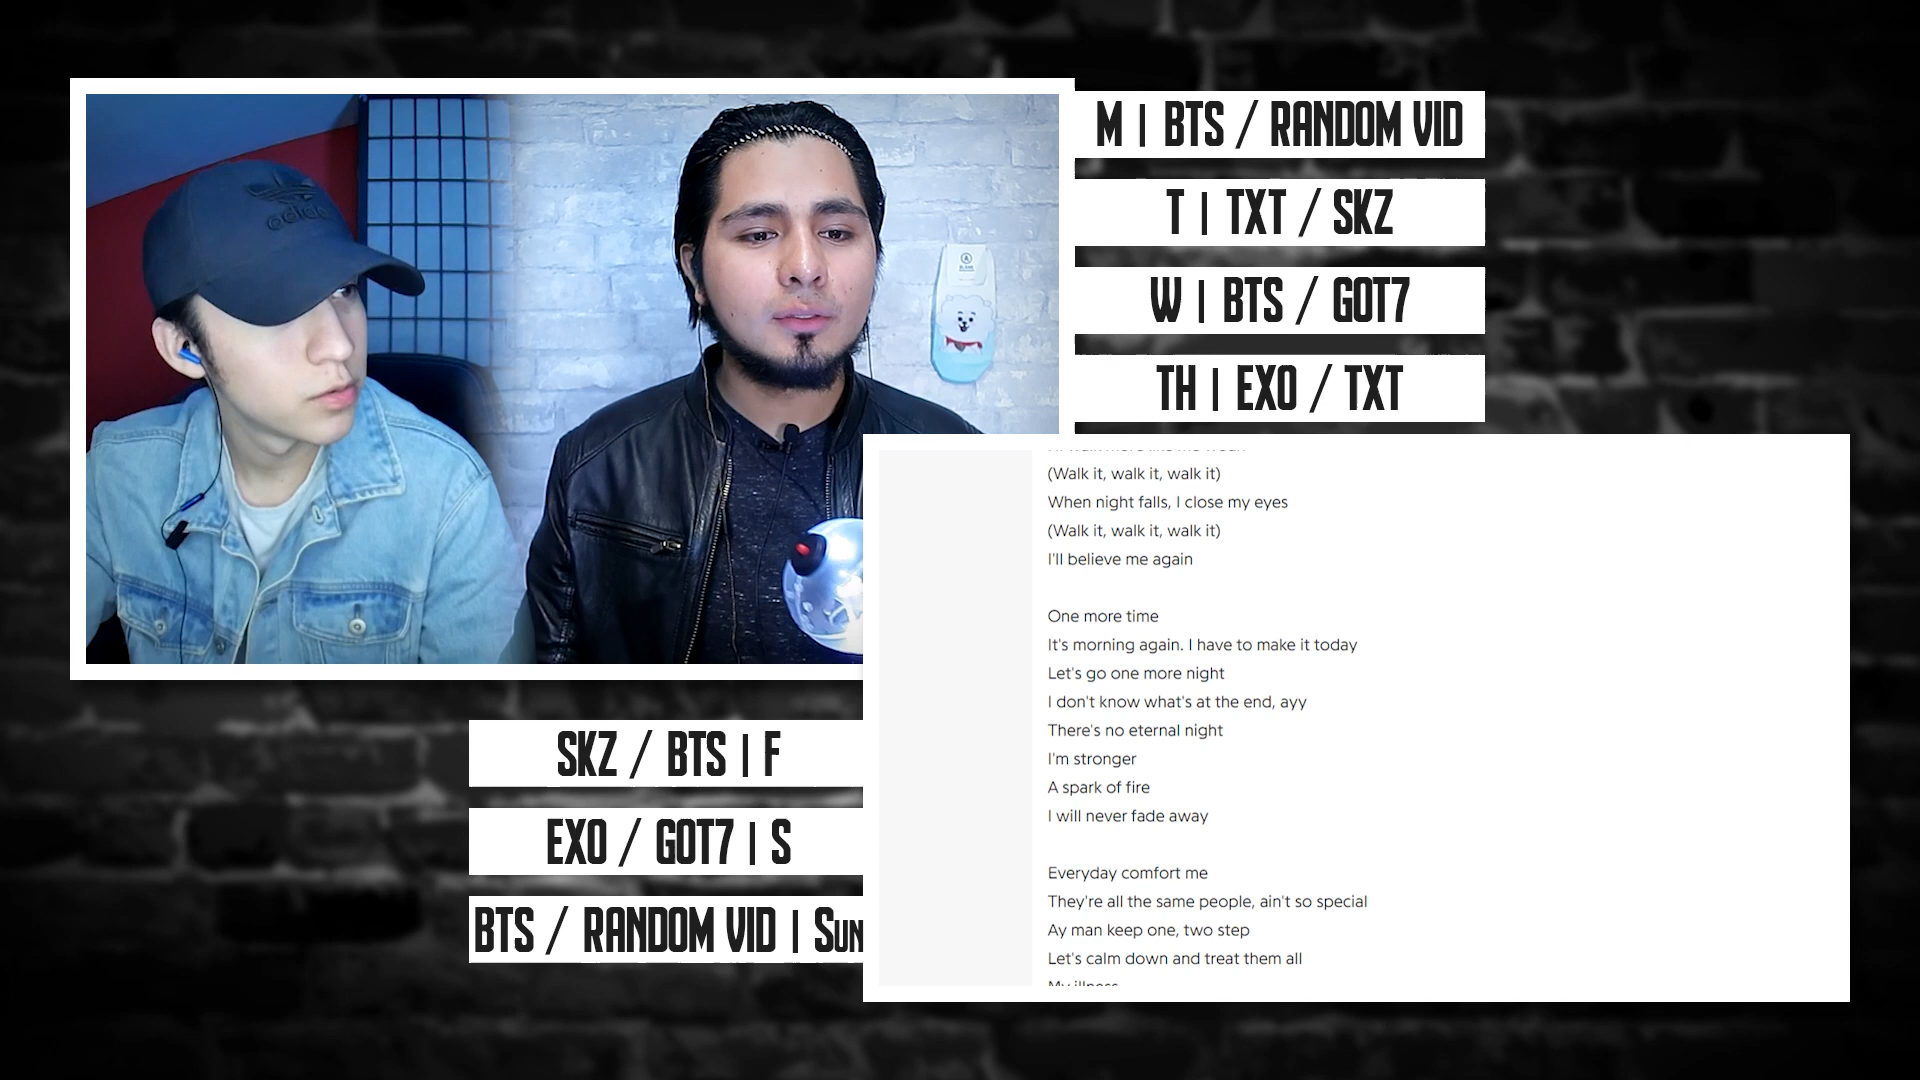 adidas
M | BTS / RANDOM VID
T | TXT / SKZ
W | BTS / GOT7
TH | EXO / TXT
SKZ / BTS | F
EXO / GOT7 | S
BTS / RANDOM VID | SUN
(Walk it, walk it, walk it)
When night falls, I close my eyes
(Walk it, walk it, walk it)
I'll believe me again
One more time
It's morning again. I have to make it today
Let's go one more night
I don't know what's at the end, ayy
There's no eternal night
I'm stronger
A spark of fire
I will never fade away
Everyday comfort me
They're all the same people, ain't so special
Ay man keep one, two step
Let's calm down and treat them all
My illness